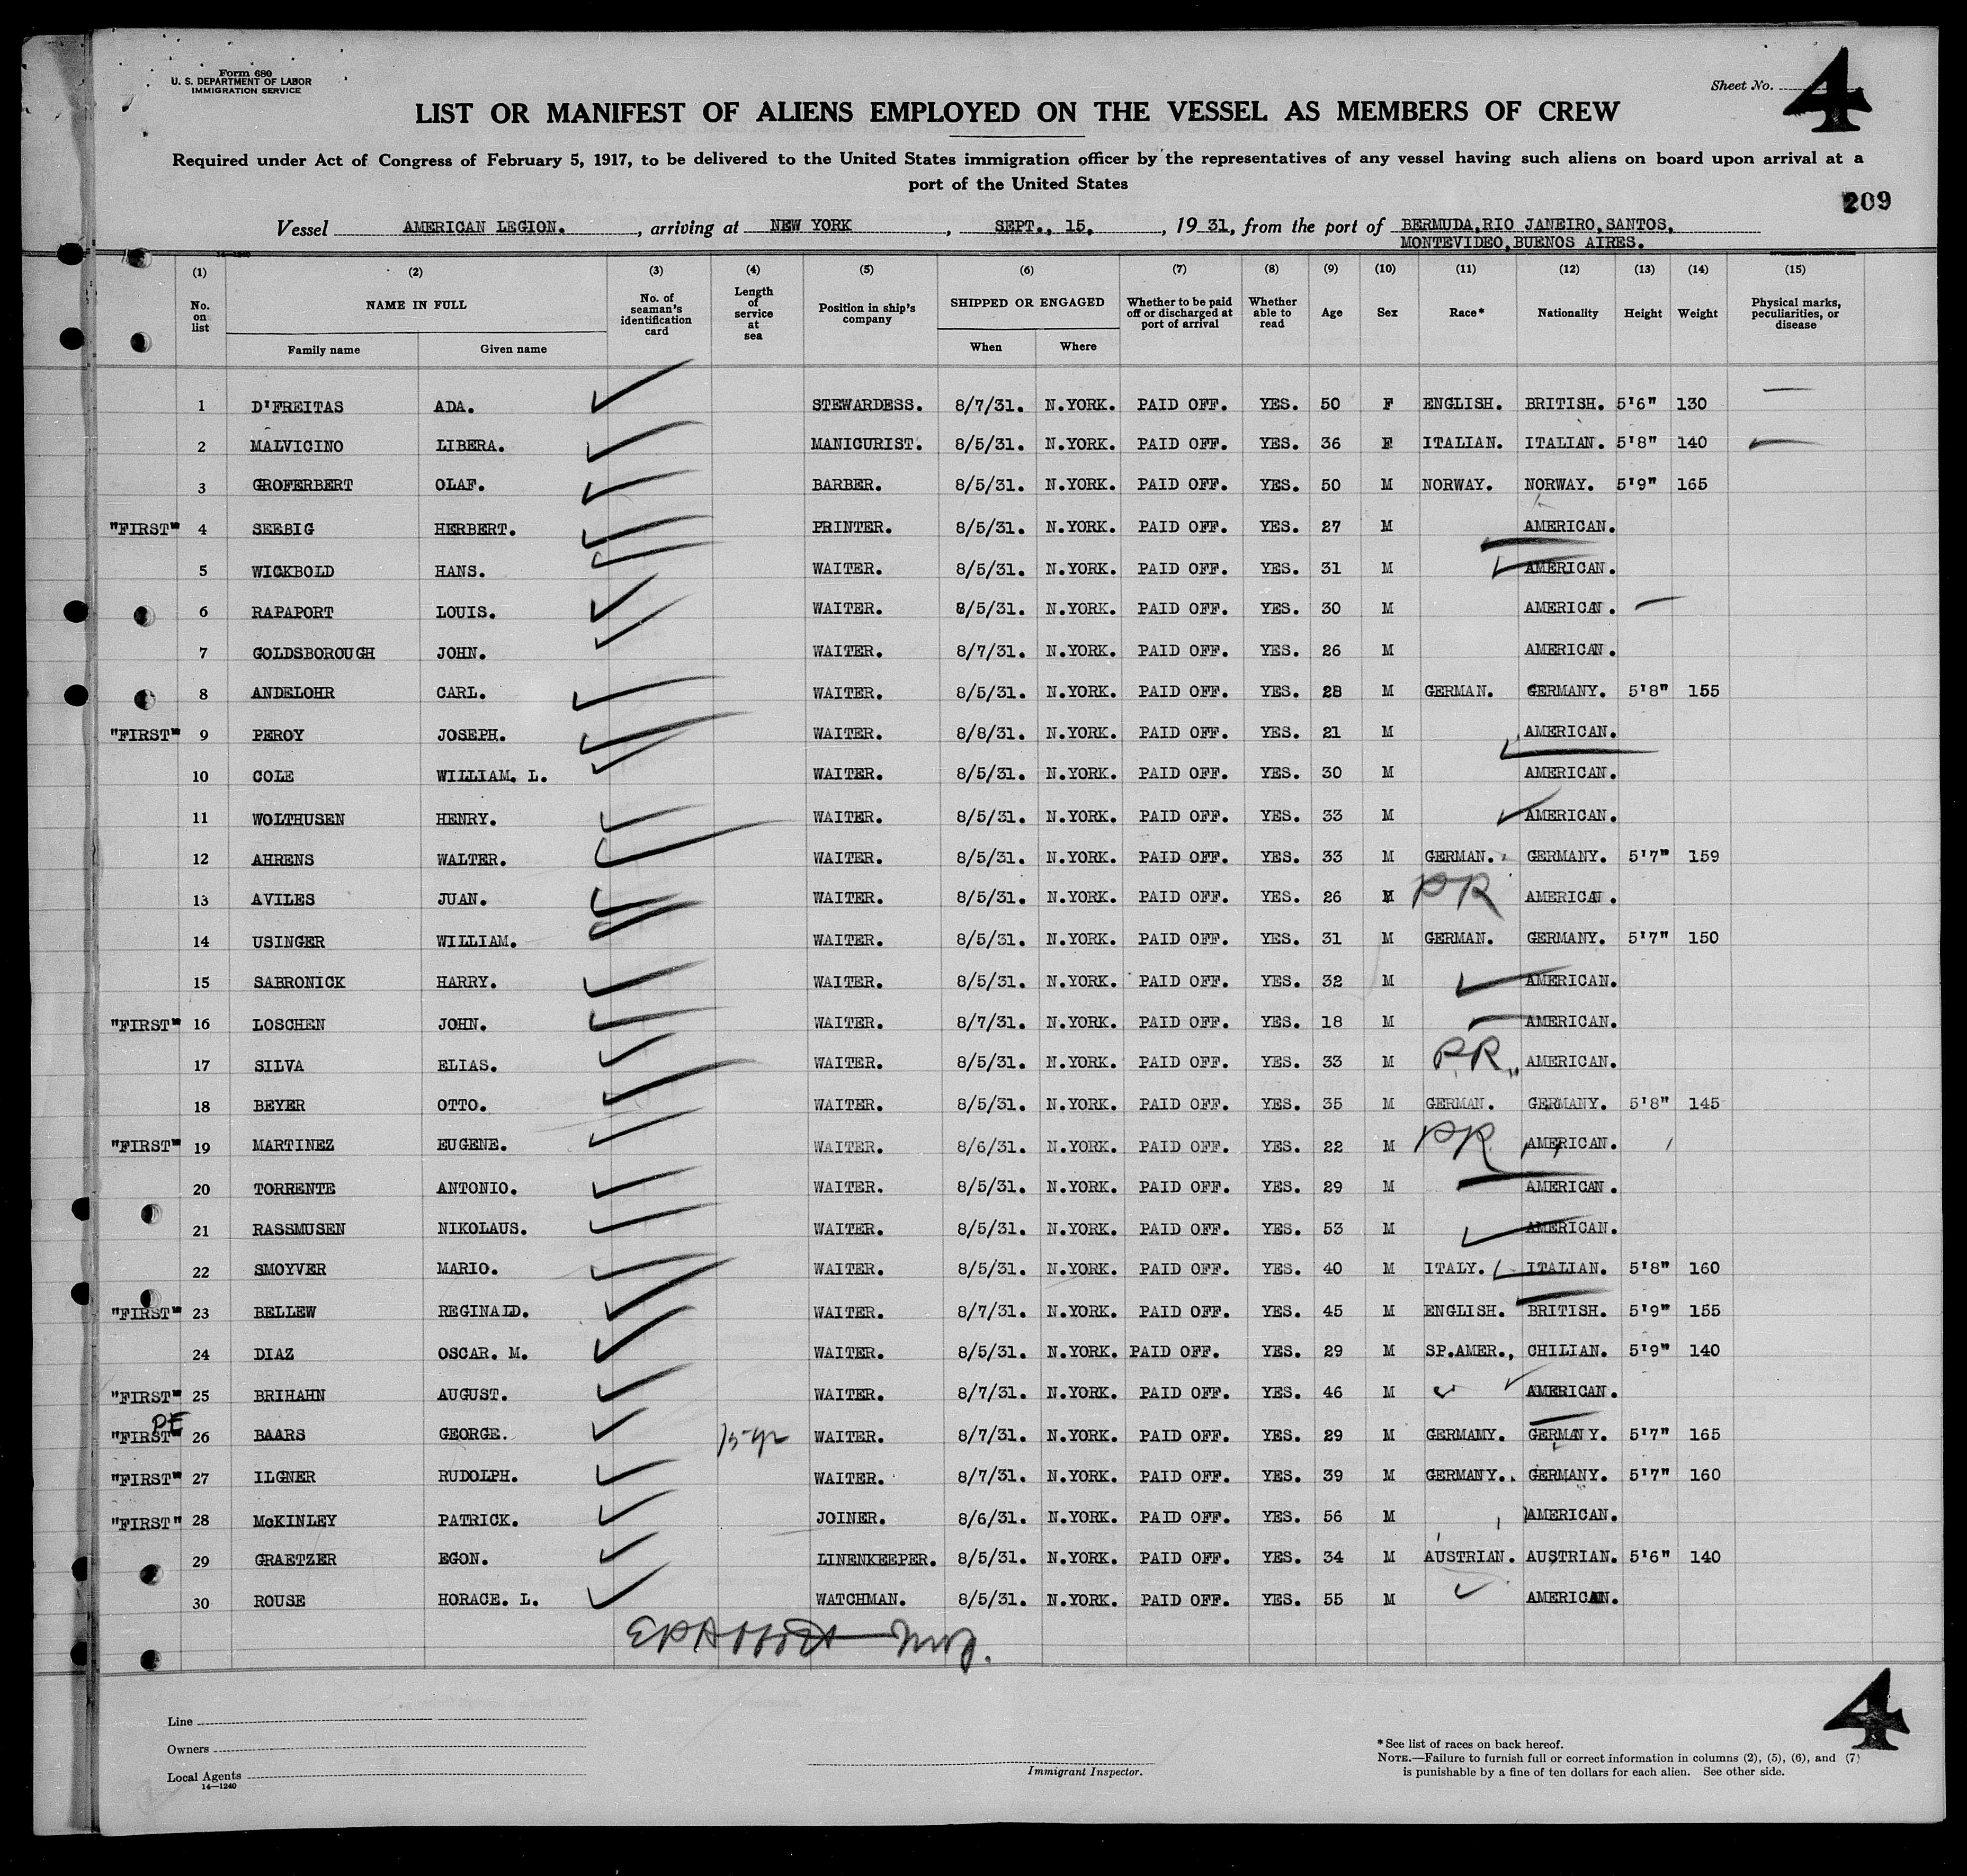 Form 680
U. S. DEPARTMENT OF LABOR
IMMIGRATION SERVICE
Sheet No. 4
LIST OR MANIFEST OF ALIENS EMPLOYED ON THE VESSEL AS MEMBERS OF CREW
Required under Act of Congress of February 5, 1917, to be delivered to the United States immigration officer by the representatives of any vessel having such aliens on board upon arrival at a
port of the United States
209
Vessel AMERICAN LEGION. , arriving at NEW YORK , SEPT., 15, , 19 31, from the port of BERMUDA, RIO JANEIRO, SANTOS,
MONTEVIDEO, BUENOS AIRES.
(1) (2) (3) (4) (5) (6) (7) (8) (9) (10) (11) (12) (13) (14) (15)
No. on list NAME IN FULL No. of seaman's identification card Length of service at sea Position in ship's company SHIPPED OR ENGAGED Whether to be paid off or discharged at port of arrival Whether able to read Age Sex Race* Nationality Height Weight Physical marks, peculiarities, or disease
Family name Given name When Where
1 D'FREITAS ADA. STEWARDESS. 8/7/31. N.YORK. PAID OFF. YES. 50 F ENGLISH. BRITISH. 5'6" 130
2 MALVICINO LIBERA. MANICURIST. 8/5/31. N.YORK. PAID OFF. YES. 36 F ITALIAN. ITALIAN. 5'8" 140
3 GROFERBERT OLAF. BARBER. 8/5/31. N.YORK. PAID OFF. YES. 50 M NORWAY. NORWAY. 5'9" 165
"FIRST" 4 SEEBIG HERBERT. PRINTER. 8/5/31. N.YORK. PAID OFF. YES. 27 M AMERICAN.
5 WICKBOLD HANS. WAITER. 8/5/31. N.YORK. PAID OFF. YES. 31 M AMERICAN.
6 RAPAPORT LOUIS. WAITER. 8/5/31. N.YORK. PAID OFF. YES. 30 M AMERICAN.
7 GOLDSBOROUGH JOHN. WAITER. 8/7/31. N.YORK. PAID OFF. YES. 26 M AMERICAN.
8 ANDELOHR CARL. WAITER. 8/5/31. N.YORK. PAID OFF. YES. 28 M GERMAN. GERMANY. 5'8" 155
"FIRST" 9 PEROY JOSEPH. WAITER. 8/8/31. N.YORK. PAID OFF. YES. 21 M AMERICAN.
10 COLE WILLIAM. L. WAITER. 8/5/31. N.YORK. PAID OFF. YES. 30 M AMERICAN.
11 WOLTHUSEN HENRY. WAITER. 8/5/31. N.YORK. PAID OFF. YES. 33 M AMERICAN.
12 AHRENS WALTER. WAITER. 8/5/31. N.YORK. PAID OFF. YES. 33 M GERMAN. GERMANY. 5'7" 159
13 AVILES JUAN. WAITER. 8/5/31. N.YORK. PAID OFF. YES. 26 M PR AMERICAN.
14 USINGER WILLIAM. WAITER. 8/5/31. N.YORK. PAID OFF. YES. 31 M GERMAN. GERMANY. 5'7" 150
15 SABRONICK HARRY. WAITER. 8/5/31. N.YORK. PAID OFF. YES. 32 M AMERICAN.
"FIRST" 16 LOSCHEN JOHN. WAITER. 8/7/31. N.YORK. PAID OFF. YES. 18 M AMERICAN.
17 SILVA ELIAS. WAITER. 8/5/31. N.YORK. PAID OFF. YES. 33 M P.R. AMERICAN.
18 BEYER OTTO. WAITER. 8/5/31. N.YORK. PAID OFF. YES. 35 M GERMAN. GERMANY. 5'8" 145
"FIRST" 19 MARTINEZ EUGENE. WAITER. 8/6/31. N.YORK. PAID OFF. YES. 22 M PR AMERICAN.
20 TORRENTE ANTONIO. WAITER. 8/5/31. N.YORK. PAID OFF. YES. 29 M AMERICAN.
21 RASSMUSEN NIKOLAUS. WAITER. 8/5/31. N.YORK. PAID OFF. YES. 53 M AMERICAN.
22 SMOYVER MARIO. WAITER. 8/5/31. N.YORK. PAID OFF. YES. 40 M ITALY. ITALIAN. 5'8" 160
"FIRST" 23 BELLEW REGINALD. WAITER. 8/7/31. N.YORK. PAID OFF. YES. 45 M ENGLISH. BRITISH. 5'9" 155
24 DIAZ OSCAR. M. WAITER. 8/5/31. N.YORK. PAID OFF. YES. 29 M SP.AMER., CHILIAN. 5'9" 140
"FIRST" 25 BRIHAHN AUGUST. WAITER. 8/7/31. N.YORK. PAID OFF. YES. 46 M AMERICAN.
PE
"FIRST" 26 BAARS GEORGE. WAITER. 8/7/31. N.YORK. PAID OFF. YES. 29 M GERMAMY. GERMANY. 5'7" 165
"FIRST" 27 ILGNER RUDOLPH. WAITER. 8/7/31. N.YORK. PAID OFF. YES. 39 M GERMANY. GERMANY. 5'7" 160
"FIRST" 28 McKINLEY PATRICK. JOINER. 8/6/31. N.YORK. PAID OFF. YES. 56 M AMERICAN.
29 GRAETZER EGON. LINENKEEPER. 8/5/31. N.YORK. PAID OFF. YES. 34 M AUSTRIAN. AUSTRIAN. 5'6" 140
30 ROUSE HORACE. L. WATCHMAN. 8/5/31. N.YORK. PAID OFF. YES. 55 M AMERICAN.
Line
Owners
Local Agents
14—1240
Immigrant Inspector.
*See list of races on back hereof.
NOTE.—Failure to furnish full or correct information in columns (2), (5), (6), and (7)
is punishable by a fine of ten dollars for each alien. See other side.
4